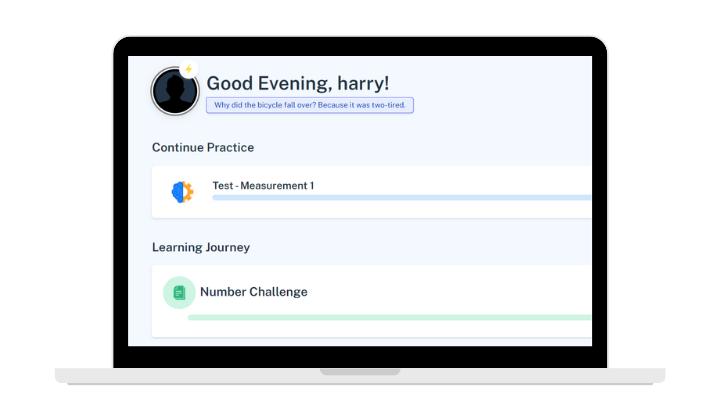 Good Evening, harry!
Why did the bicycle fall over? Because it was two-tired.
Continue Practice
Test - Measurement 1
Learning Journey
Number Challenge